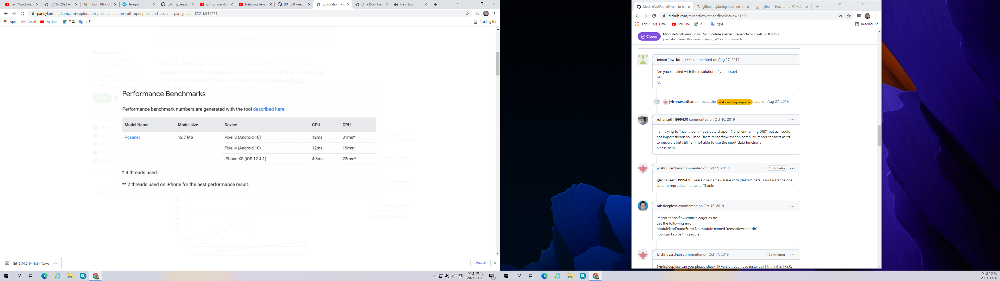 Fix :"Windows.c
ICAIIC 2022 – T
Inbox (18) - ota
Telegram
pitch_type/pitch
Git for Everybo
Installing Tenso
t81_558_deep_l
Exploration: Pos
Git - Download
New Tab
parleylabs.medium.com/exploration-pose-estimation-with-openpose-and-posenet-parley-labs-d7f21b541774
Apps
Gmail
YouTube
지도
번역
Reading list
Parley Labs, Inc.
Today we look at pose estimation and accuracy for uses in various
applications. When starting this exploration, we looked at the different
libraries available out there and started on PoseNet — PyTorch
Performance Benchmarks
Performance benchmark numbers are generated with the tool described here.
Model Name Model size Device GPU CPU
Posenet 12.7 Mb Pixel 3 (Android 10) 12ms 31ms*
Pixel 4 (Android 10) 12ms 19ms*
iPhone XS (iOS 12.4.1) 4.8ms 22ms**
* 4 threads used.
** 2 threads used on iPhone for the best performance result.
Runtime (se
1.5
1
0.5
0
Git-2.34.0-64-bit (1).exe
Show all
한
오전 10:46
2021-11-16
2
ModuleNotFoundError: No m
github deploying machine lea
python - How to run GitHub
github.com/tensorflow/tensorflow/issues/31350
Apps
Gmail
YouTube
지도
번역
Reading list
Closed
ModuleNotFoundError: No module named 'tensorflow.contrib' #31350
jBachalo opened this issue on Aug 6, 2019 · 35 comments
tensorflow-bot bot commented on Aug 27, 2019
Are you satisfied with the resolution of your issue?
Yes
No
jvishnuvardhan removed the stat:awaiting response label on Aug 27, 2019
rohansethi1999430 commented on Oct 10, 2019
I am trying to "net=tflearn.input_data(shape=[None,len(training[0])])" but as I could
not import tflearn so I used "from tensorflow.python.compiler import tensorrt as trt"
to import it but still I am not able to use the input-data function .
please help
jvishnuvardhan commented on Oct 11, 2019 Contributor
@rohansethi1999430 Please open a new issue with plaform details and a standalone
code to reproduce the issue. Thanks!
missleepless commented on Oct 16, 2019
import tensorflow.contrib.eager as tfe
get the following error:
ModuleNotFoundError: No module named 'tensorflow.contrib'
how can I solve this problem?
jvishnuvardhan commented on Oct 17, 2019 Contributor
@missleepless can you please check TF version you have installed? I think it is TF2.0.
오전 10:46
2021-11-16